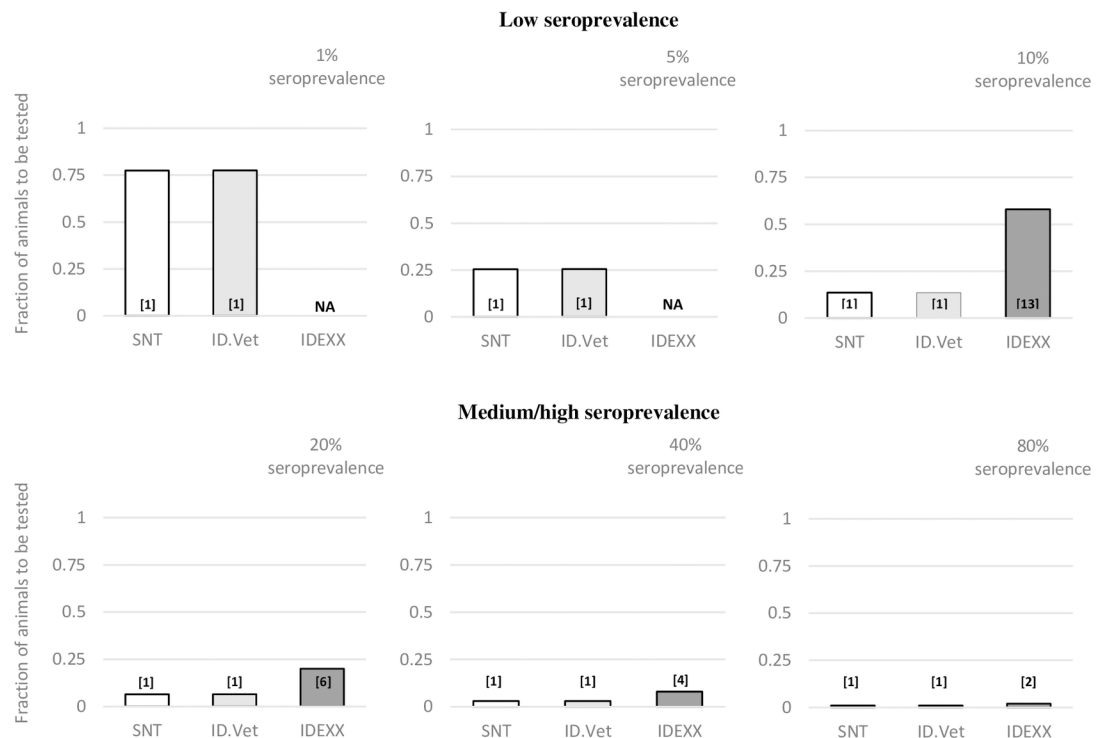 Low seroprevalence
1%
seroprevalence
5%
seroprevalence
10%
seroprevalence
Fraction of animals to be tested
1
0.75
0.5
0.25
0
[1]
[1]
NA
SNT
ID.Vet
IDEXX
1
0.75
0.5
0.25
0
[1]
[1]
NA
SNT
ID.Vet
IDEXX
1
0.75
0.5
0.25
0
[1]
[1]
[13]
SNT
ID.Vet
IDEXX
Medium/high seroprevalence
20%
seroprevalence
40%
seroprevalence
80%
seroprevalence
Fraction of animals to be tested
1
0.75
0.5
0.25
0
[1]
[1]
[6]
SNT
ID.Vet
IDEXX
1
0.75
0.5
0.25
0
[1]
[1]
[4]
SNT
ID.Vet
IDEXX
1
0.75
0.5
0.25
0
[1]
[1]
[2]
SNT
ID.Vet
IDEXX